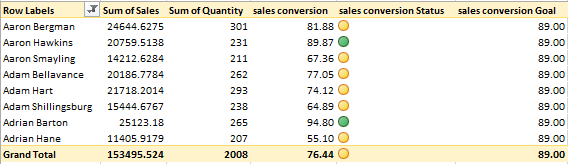 Row Labels Sum of Sales Sum of Quantity sales conversion sales conversion Status sales conversion Goal
Aaron Bergman 24644.6275 301 81.88 89.00
Aaron Hawkins 20759.5138 231 89.87 89.00
Aaron Smayling 14212.6284 211 67.36 89.00
Adam Bellavance 20186.7784 262 77.05 89.00
Adam Hart 21718.2014 293 74.12 89.00
Adam Shillingsburg 15444.6767 238 64.89 89.00
Adrian Barton 25123.18 265 94.80 89.00
Adrian Hane 11405.9179 207 55.10 89.00
Grand Total 153495.524 2008 76.44 89.00